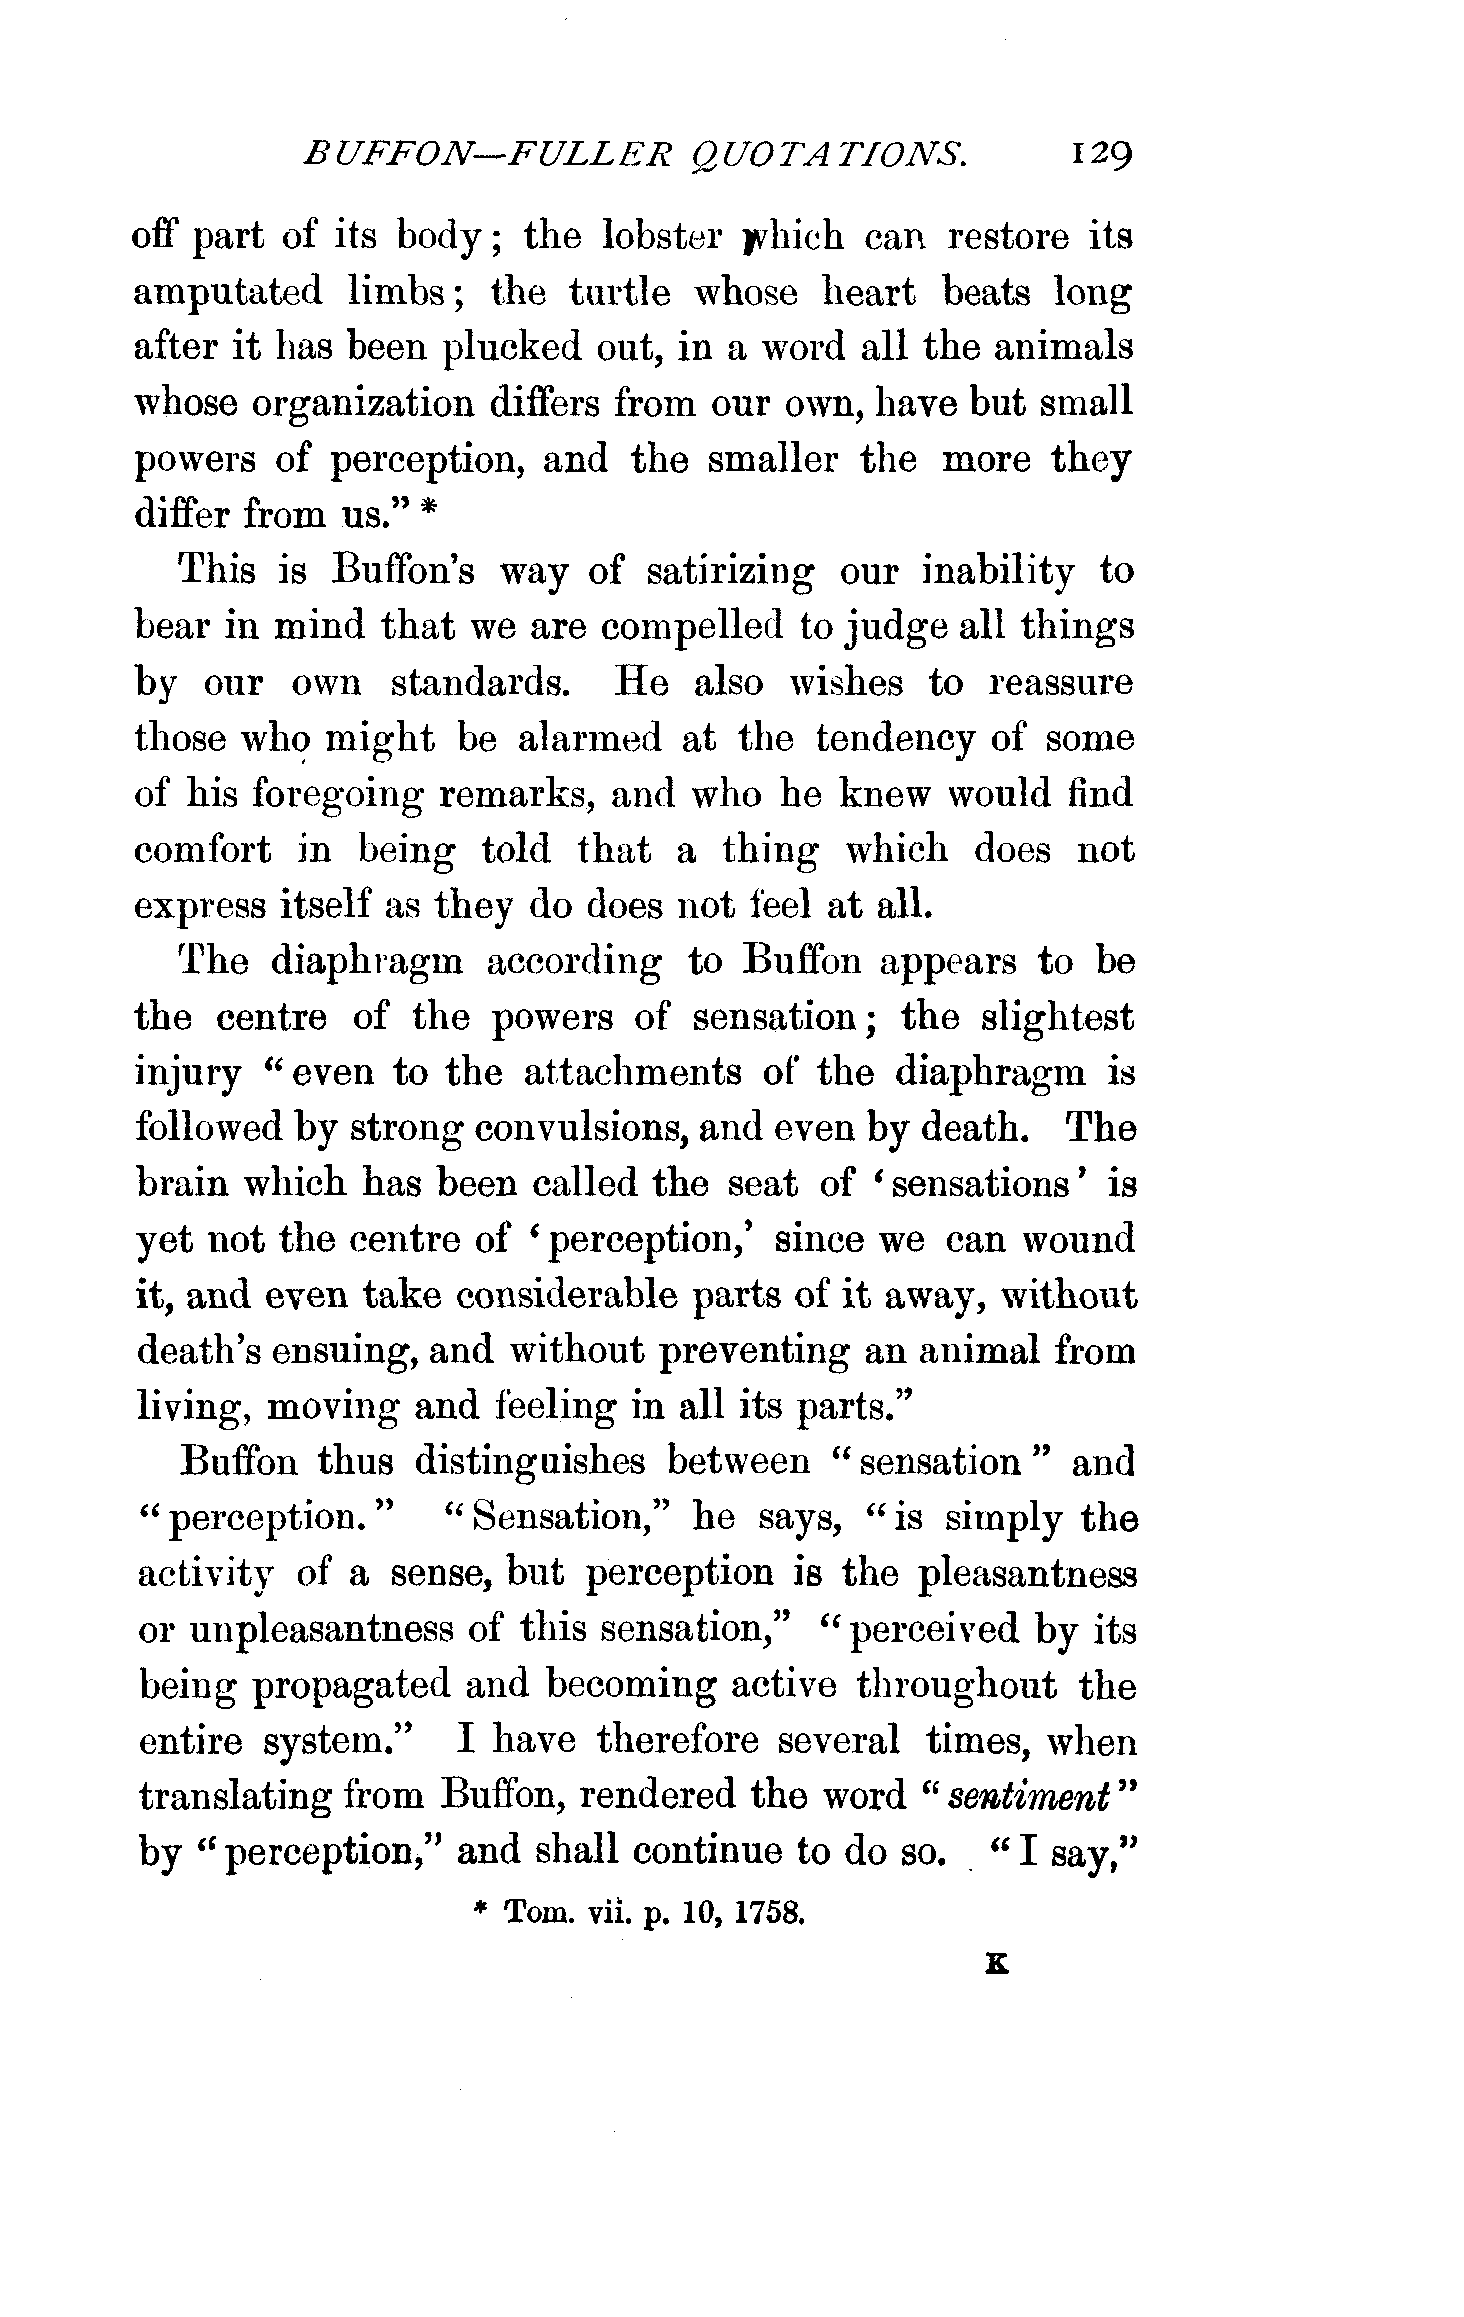 BUFFON—FULLER QUOTATIONS. 129
off part of its body; the lobster which can restore its
amputated limbs; the turtle whose heart beats long
after it has been plucked out, in a word all the animals
whose organization differs from our own, have but small
powers of perception, and the smaller the more they
differ from us.” *
This is Buffon's way of satirizing our inability to
bear in mind that we are compelled to judge all things
by our own standards. He also wishes to reassure
those who might be alarmed at the tendency of some
of his foregoing remarks, and who he knew would find
comfort in being told that a thing which does not
express itself as they do does not feel at all.
The diaphragm according to Buffon appears to be
the centre of the powers of sensation; the slightest
injury “even to the attachments of the diaphragm is
followed by strong convulsions, and even by death. The
brain which has been called the seat of ‘sensations’ is
yet not the centre of ‘perception,’ since we can wound
it, and even take considerable parts of it away, without
death's ensuing, and without preventing an animal from
living, moving and feeling in all its parts.”
Buffon thus distinguishes between “sensation” and
“perception.” “Sensation,” he says, “is simply the
activity of a sense, but perception is the pleasantness
or unpleasantness of this sensation,” “perceived by its
being propagated and becoming active throughout the
entire system.” I have therefore several times, when
translating from Buffon, rendered the word “sentiment”
by “perception,” and shall continue to do so. “I say,”
* Tom. vii. p. 10, 1758.
K